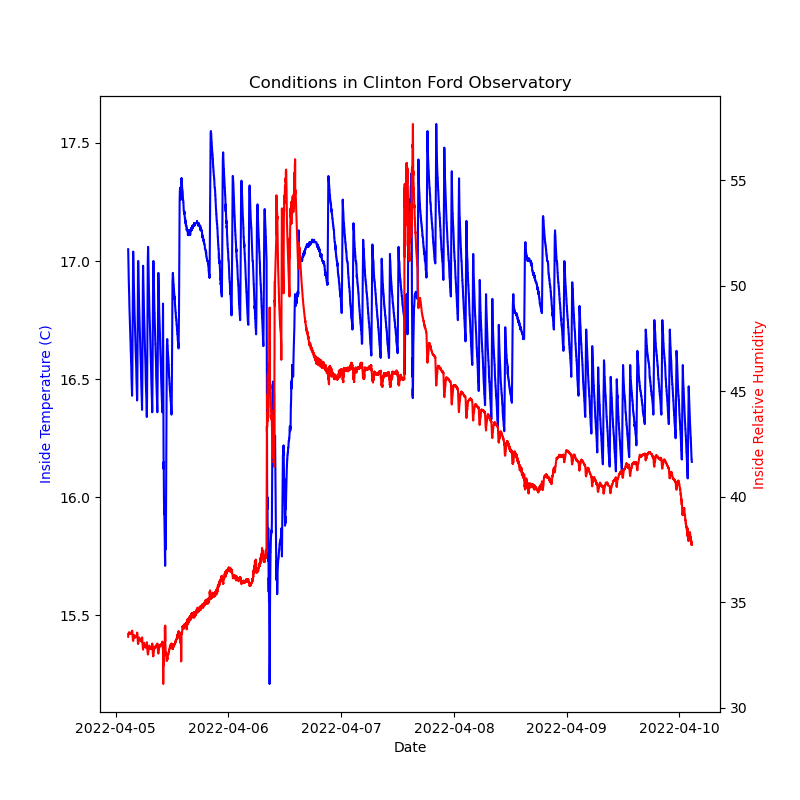 Conditions in Clinton Ford Observatory
17.5
17.0
16.5
16.0
15.5
Inside Temperature (C)
55
50
45
40
35
30
Inside Relative Humidity
2022-04-05 2022-04-06 2022-04-07 2022-04-08 2022-04-09 2022-04-10
Date